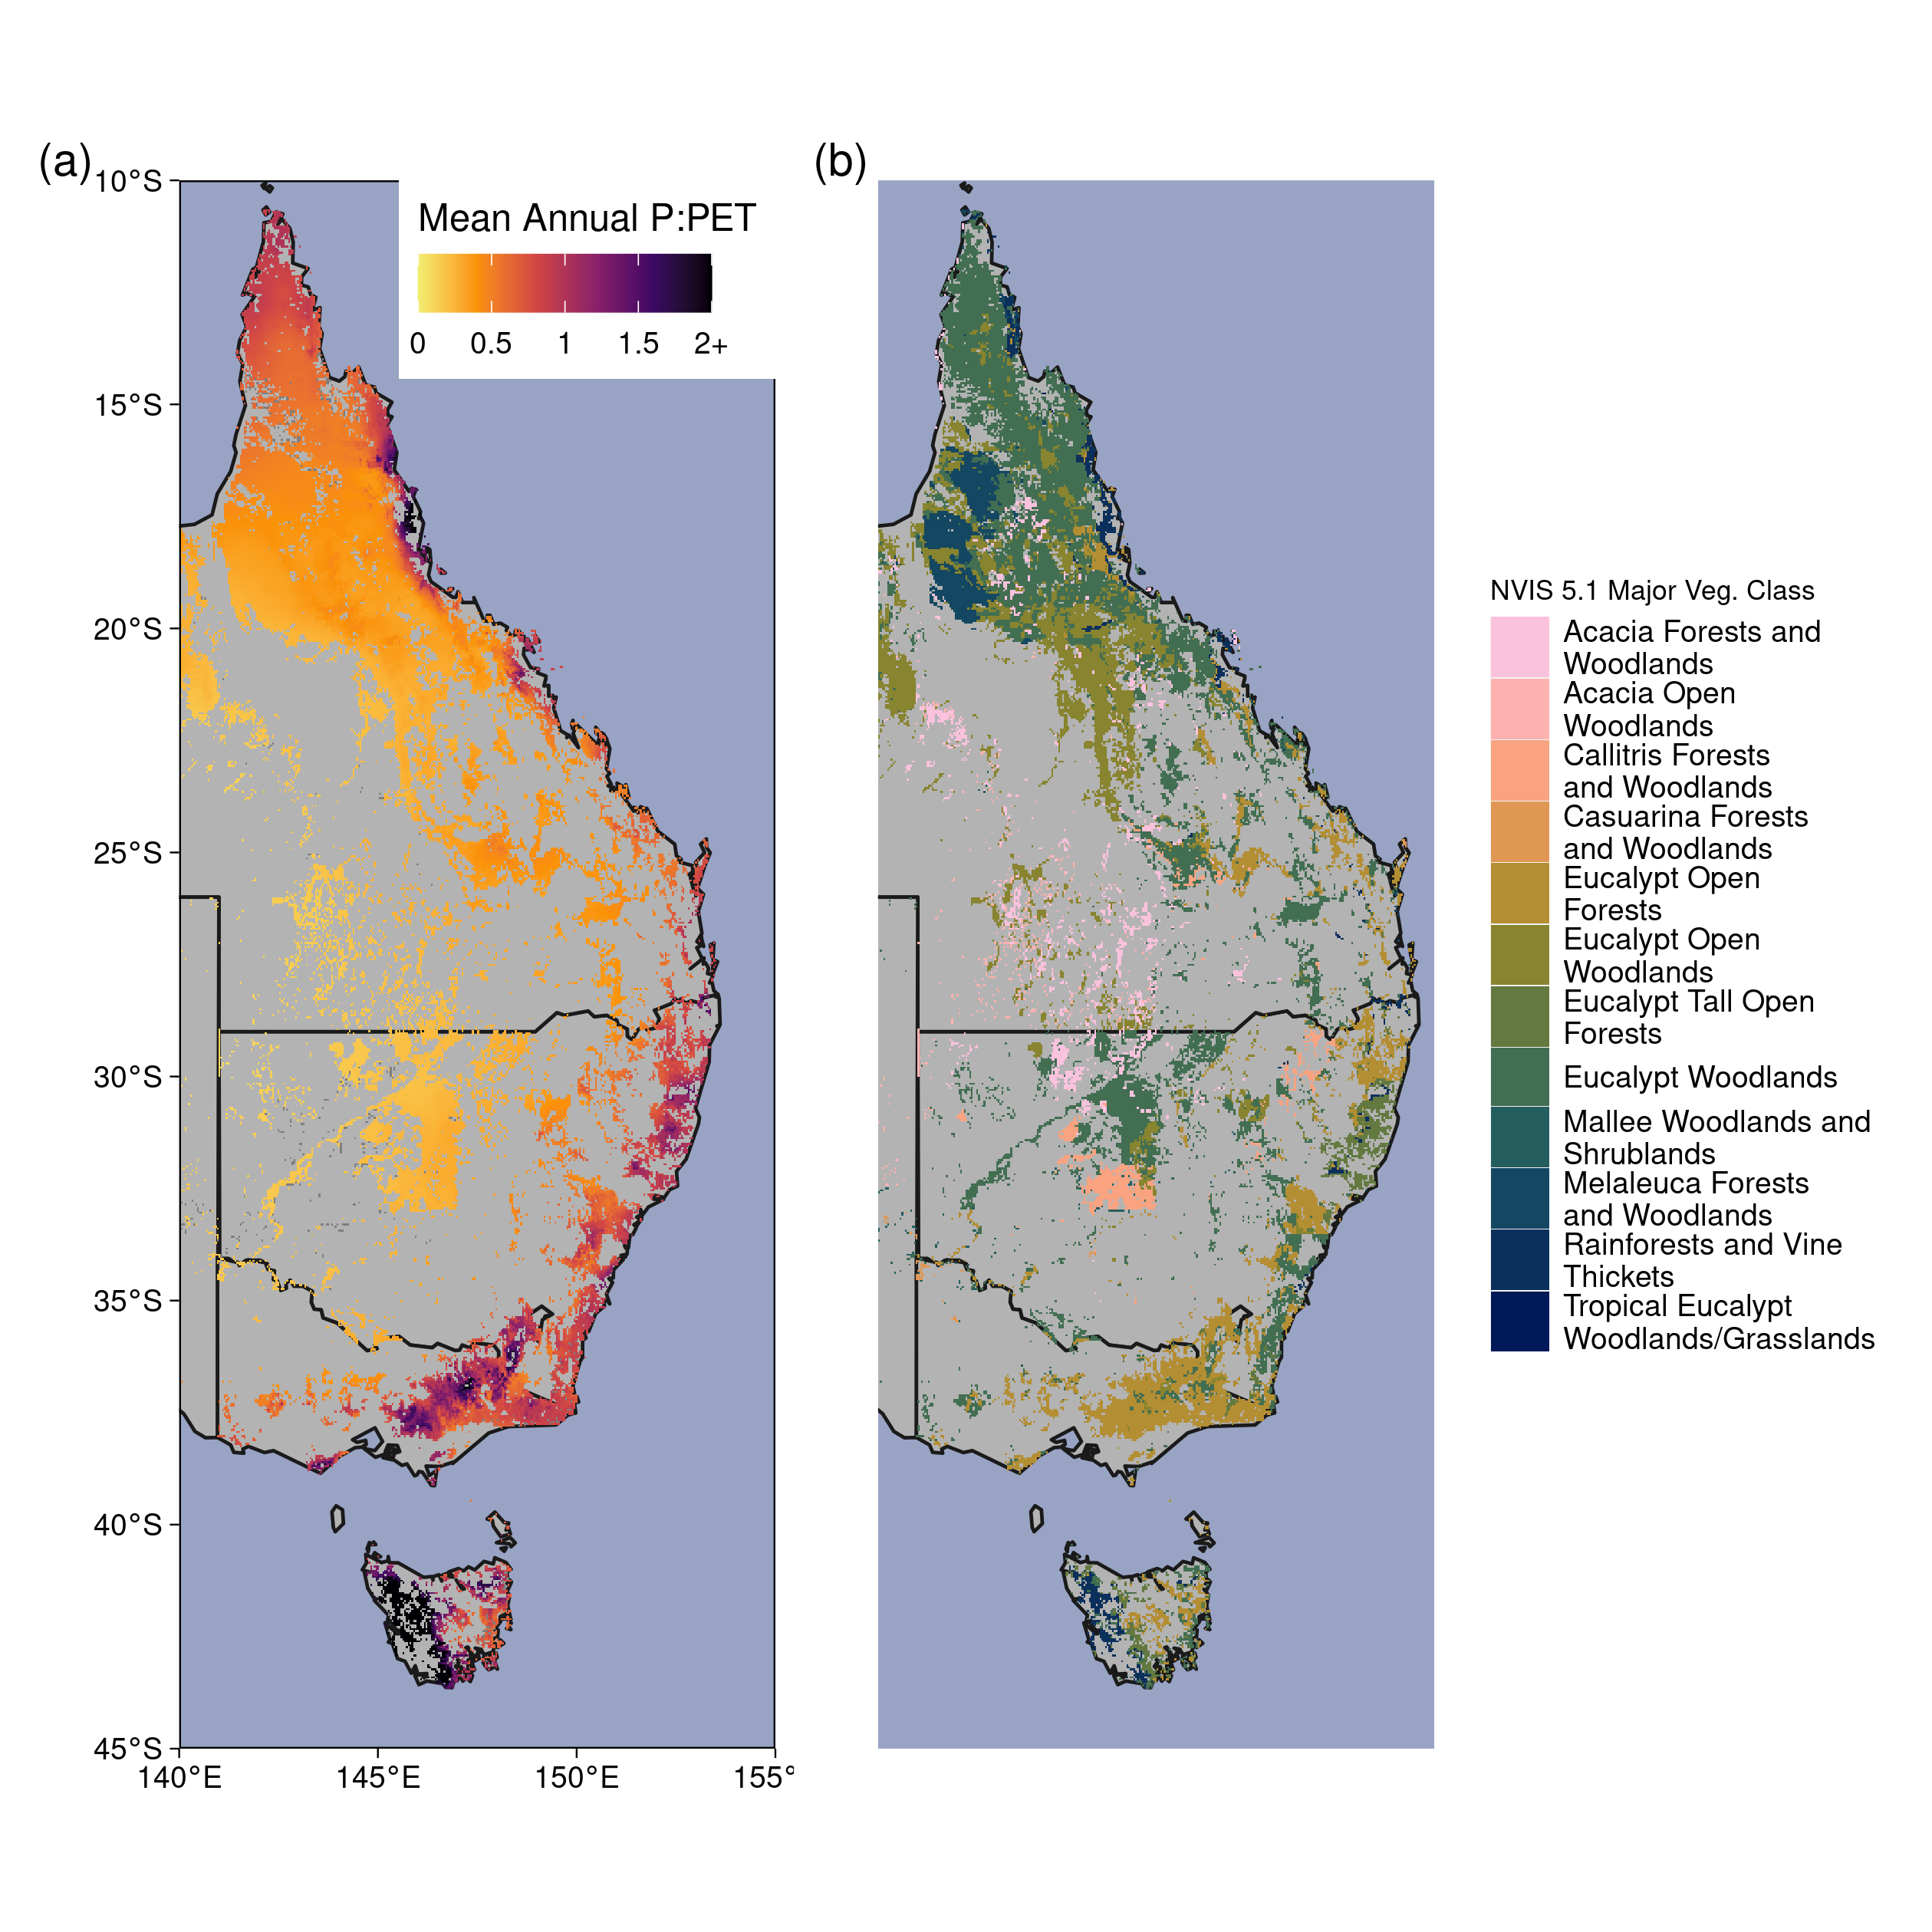 (a)
10°S
15°S
20°S
25°S
30°S
35°S
40°S
45°S
140°E
145°E
150°E
155°
Mean Annual P:PET
0 0.5 1 1.5 2+
(b)
NVIS 5.1 Major Veg. Class
Acacia Forests and
Woodlands
Acacia Open
Woodlands
Callitris Forests
and Woodlands
Casuarina Forests
and Woodlands
Eucalypt Open
Forests
Eucalypt Open
Woodlands
Eucalypt Tall Open
Forests
Eucalypt Woodlands
Mallee Woodlands and
Shrublands
Melaleuca Forests
and Woodlands
Rainforests and Vine
Thickets
Tropical Eucalypt
Woodlands/Grasslands